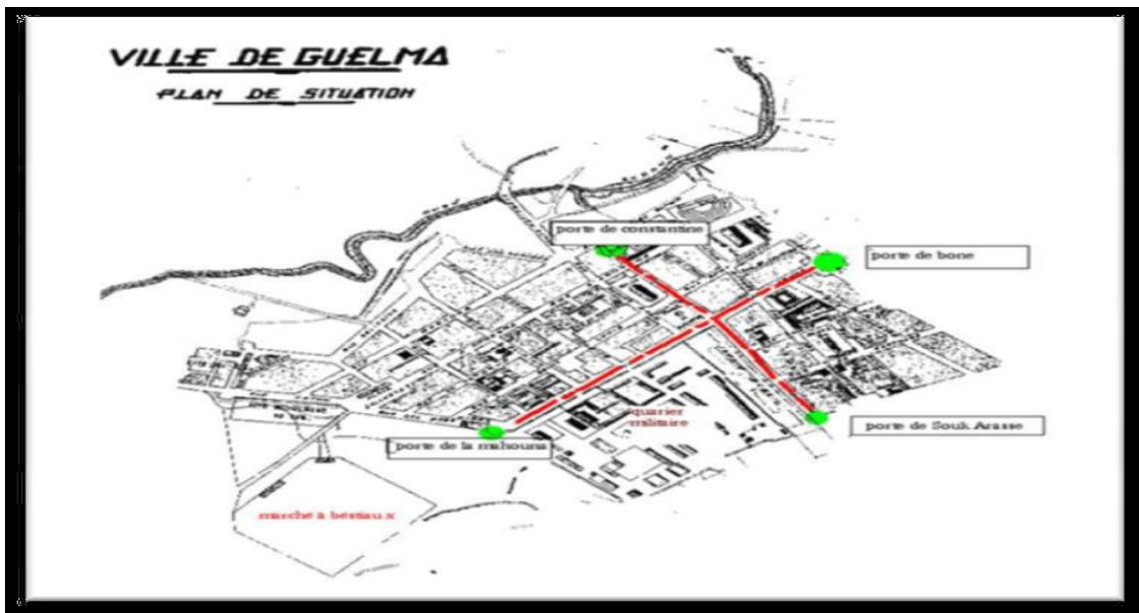 VILLE DE GUELMA
PLAN DE SITUATION
porte de constantine
porte de bone
quarier
militaire
porte de Souk Arasse
porte de la mahouna
marché à béstiaux